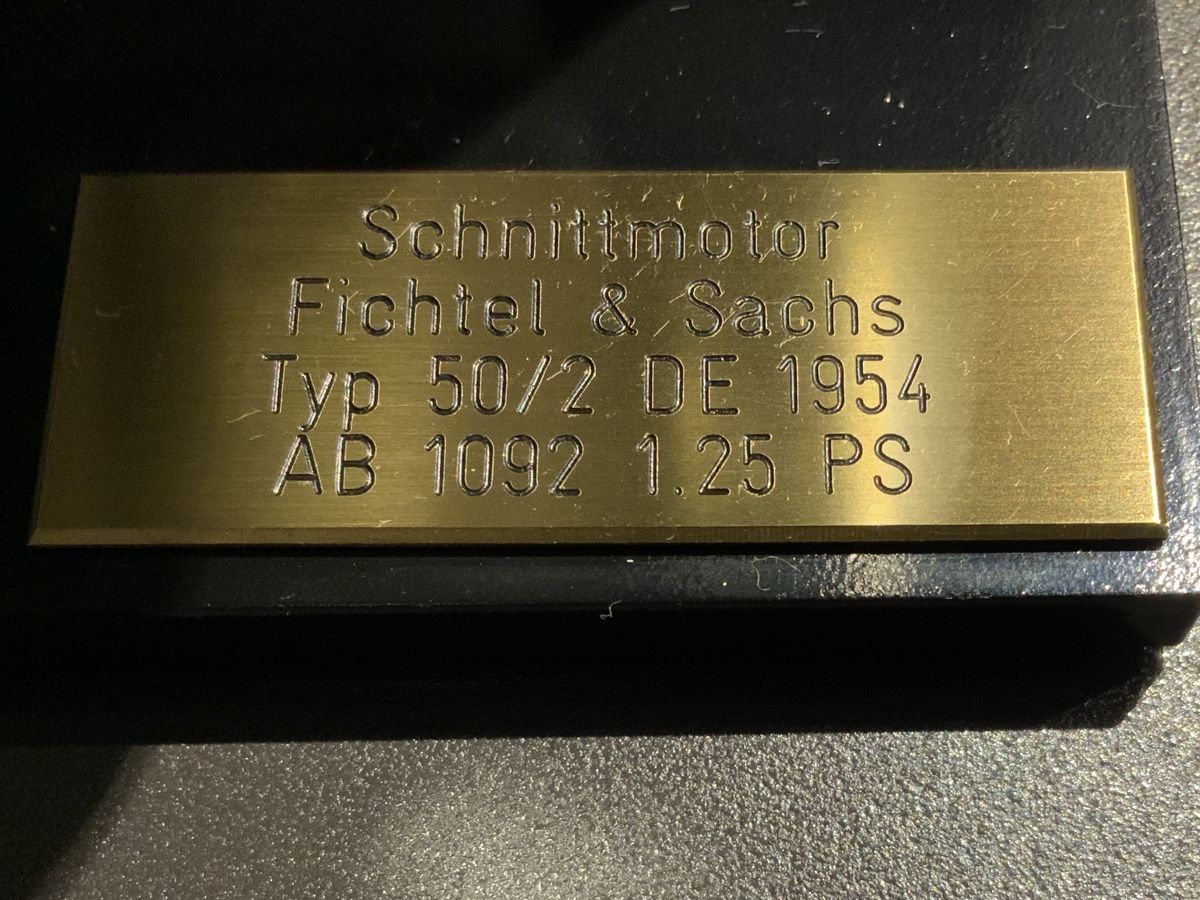 Schnittmotor
Fichtel & Sachs
Typ 50/2 DE 1954
AB 1092 1.25 PS